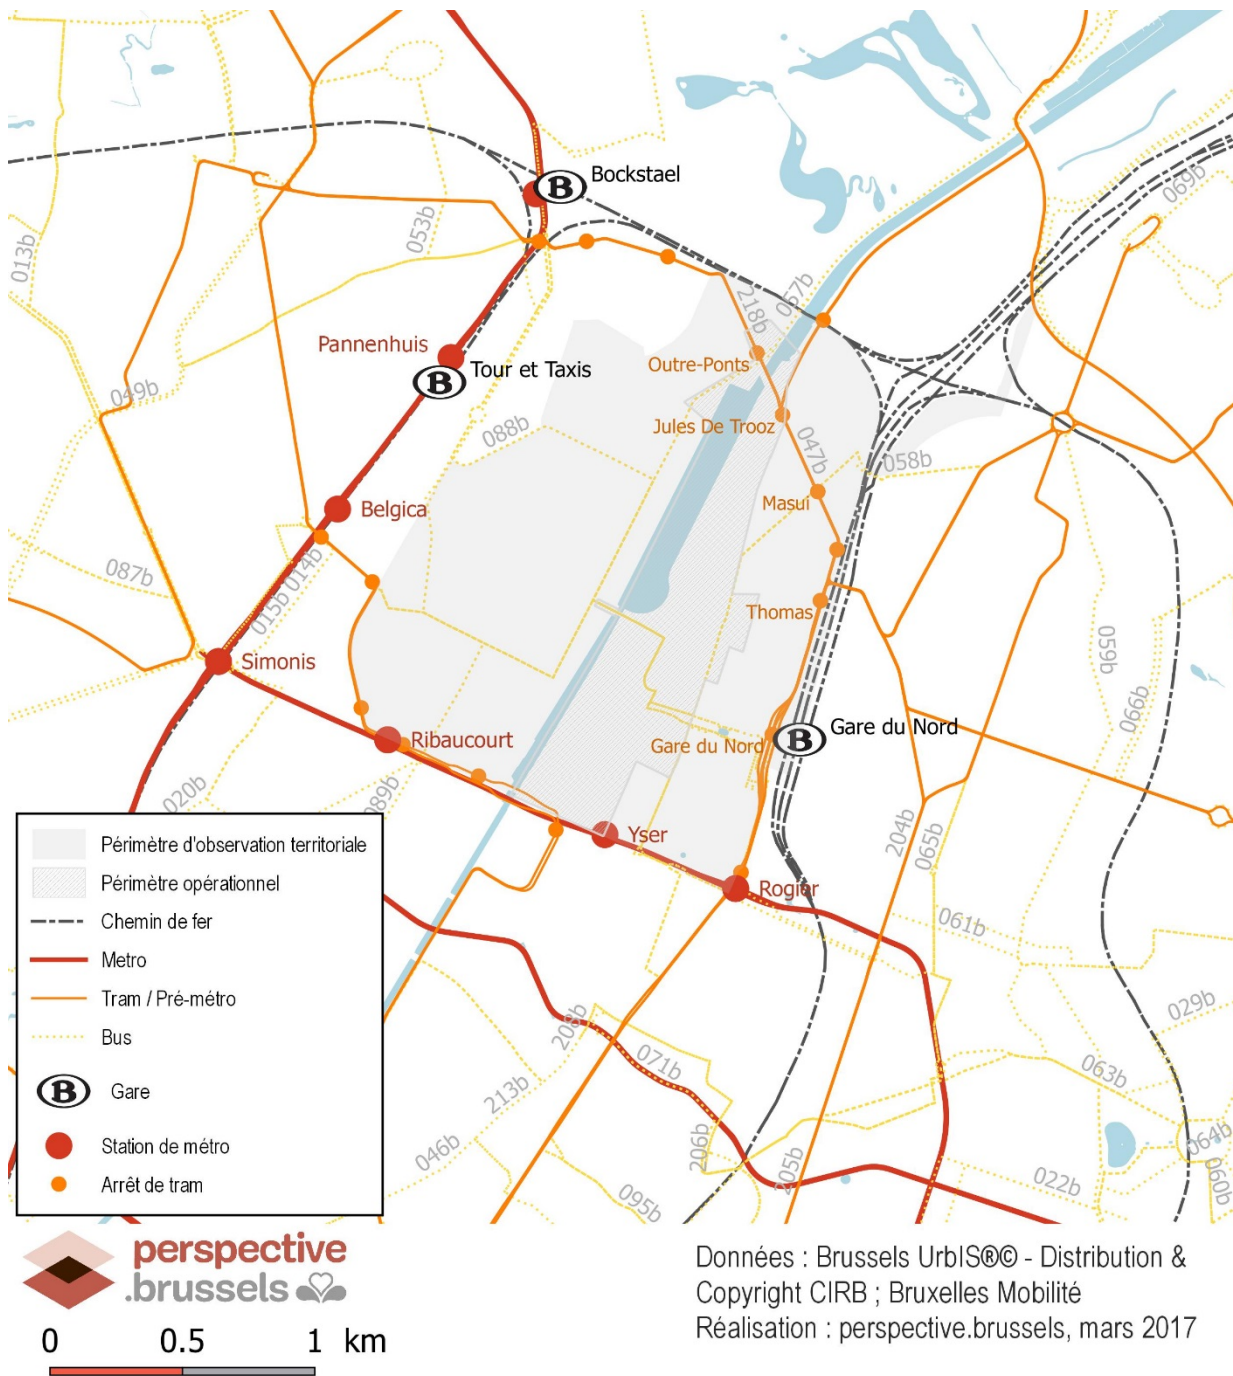 Bockstael
069b
053b
013b
057b
218b
Pannenhuis
Outre-Ponts
Tour et Taxis
049b
Jules De Trooz
088b
047b
058b
Masui
Belgica
014b
087b
015b
Thomas
059b
Simonis
066b
Ribaucourt
Gare du Nord
Gare du Nord
020b
089b
Yser
204b
065b
Rogier
061b
029b
208b
071b
063b
213b
046b
206b
205b
064b
022b
060b
095b
Périmètre d'observation territoriale
Périmètre opérationnel
Chemin de fer
Metro
Tram / Pré-métro
Bus
B Gare
Station de métro
Arrêt de tram
perspective
.brussels
0 0.5 1 km
Données : Brussels UrbIS®© - Distribution &
Copyright CIRB ; Bruxelles Mobilité
Réalisation : perspective.brussels, mars 2017